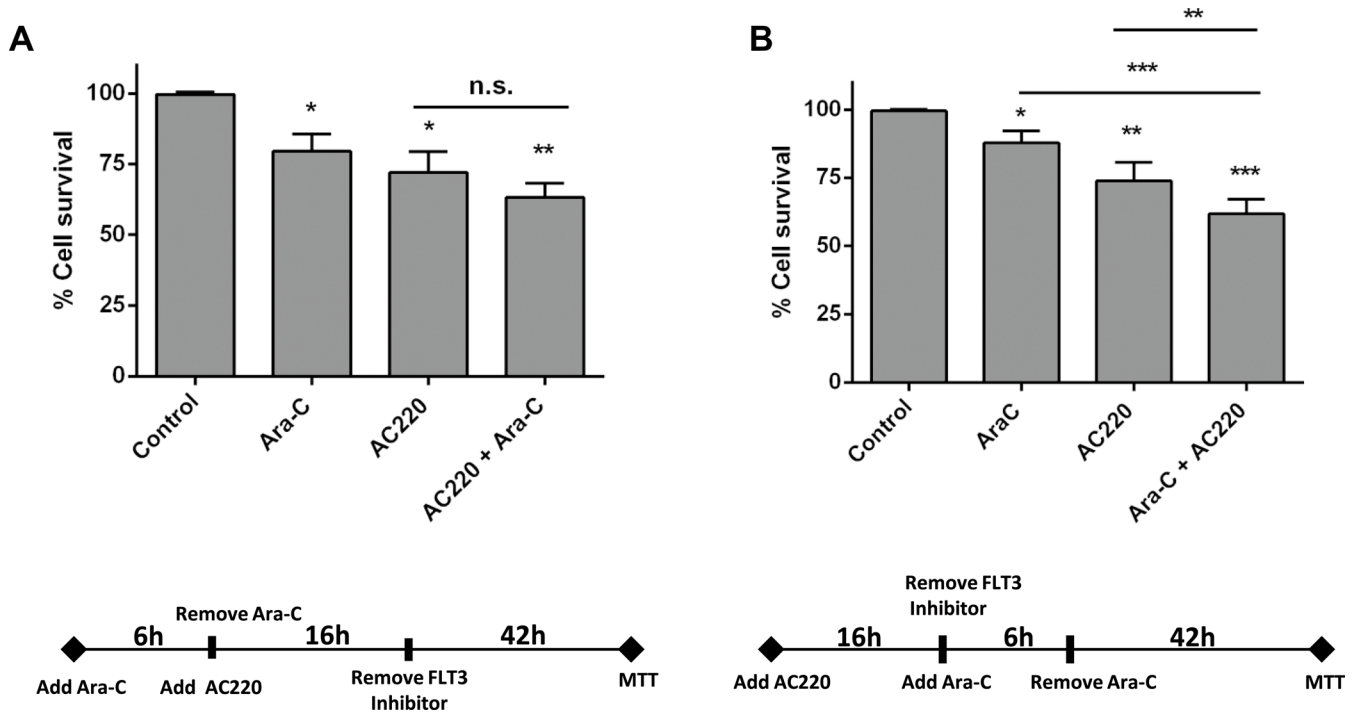 A
% Cell survival
100
75
50
25
0
*
*
n.s.
**
Control
Ara-C
AC220
AC220 + Ara-C
Remove Ara-C
6h
16h
42h
Add Ara-C
Add AC220
Remove FLT3
Inhibitor
MTT
B
% Cell survival
100
75
50
25
0
**
***
*
**
***
Control
AraC
AC220
Ara-C + AC220
Remove FLT3
Inhibitor
16h
6h
42h
Add AC220
Add Ara-C
Remove Ara-C
MTT